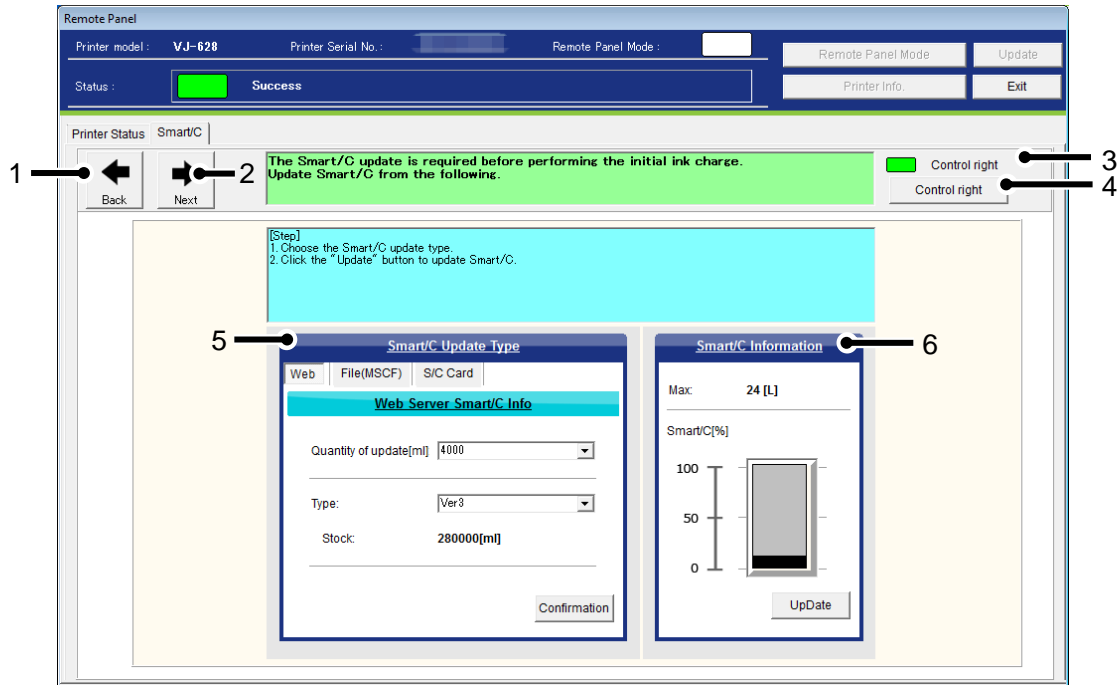 Remote Panel
Printer model : VJ-628 Printer Serial No. : Remote Panel Mode :
Remote Panel Mode Update
Status : Success
Printer Info. Exit
Printer Status Smart/C
1 Back
Next 2
The Smart/C update is required before performing the initial ink charge.
Update Smart/C from the following.
Control right 3
Control right 4
[Step]
1. Choose the Smart/C update type.
2. Click the "Update" button to update Smart/C.
5 Smart/C Update Type
Web File(MSCF) S/C Card
Web Server Smart/C Info
Quantity of update[ml] 4000
Type: Ver3
Stock: 280000[ml]
Confirmation
Smart/C Information 6
Max: 24 [L]
Smart/C[%]
100
50
0
UpDate